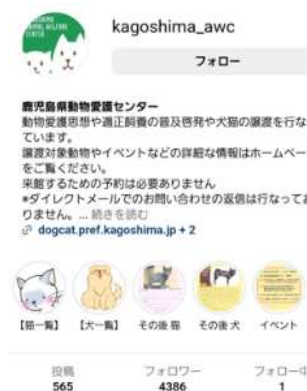 kagoshima_awc
フォロー
鹿児島県動物愛護センター
動物愛護思想や適正飼養の普及啓発や犬猫の譲渡を行な
ています。
譲渡対象動物やイベントなどの詳細な情報はホームペー
をご覧ください。
来館するための予約は必要ありません
*ダイレクトメールでのお問い合わせの返信は行なってお
りません。... 続きを読む
dogcat.pref.kagoshima.jp + 2
【猫一覧】 【犬一覧】 その後 猫 その後 犬 イベント
投稿 フォロワー フォロー中
565 4386 1